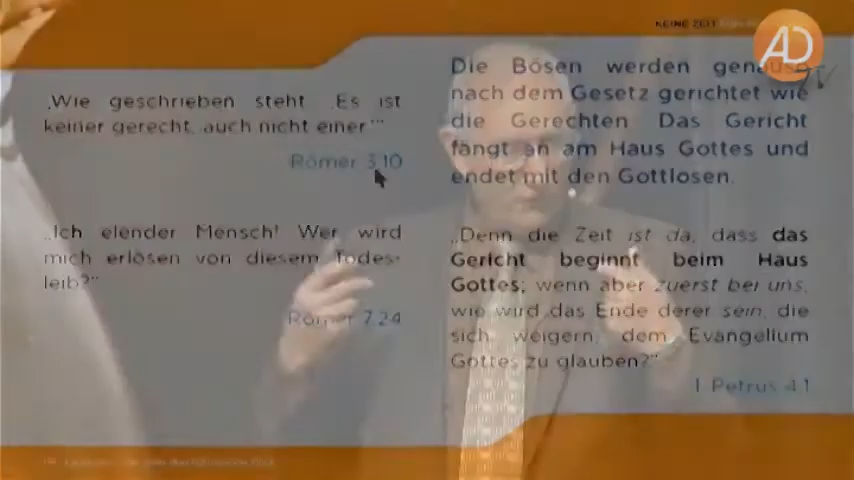 KEINE ZEIT
AD
TV
„Wie geschrieben steht: „Es ist
keiner gerecht, auch nicht einer.“"
Römer 3,10
„Ich elender Mensch! Wer wird
mich erlösen von diesem Todes-
leib?"
Römer 7,24
Die Bösen werden genauso
nach dem Gesetz gerichtet wie
die Gerechten. Das Gericht
fängt an am Haus Gottes und
endet mit den Gottlosen.
„Denn die Zeit ist da, dass das
Gericht beginnt beim Haus
Gottes; wenn aber zuerst bei uns,
wie wird das Ende derer sein, die
sich weigern, dem Evangelium
Gottes zu glauben?"
1. Petrus 4,1